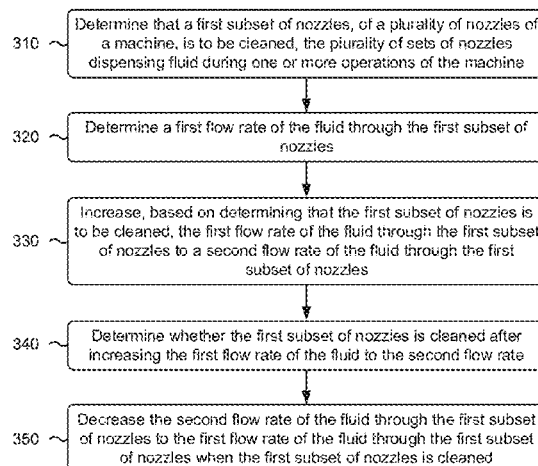 310
Determine that a first subset of nozzles, of a plurality of nozzles of
a machine, is to be cleaned, the plurality of sets of nozzles
dispensing fluid during one or more operations of the machine
320
Determine a first flow rate of the fluid through the first subset of
nozzles
330
Increase, based on determining that the first subset of nozzles is
to be cleaned, the first flow rate of the fluid through the first subset
of nozzles to a second flow rate of the fluid through the first
subset of nozzles
340
Determine whether the first subset of nozzles is cleaned after
increasing the first flow rate of the fluid to the second flow rate
350
Decrease the second flow rate of the fluid through the first subset
of nozzles to the first flow rate of the fluid through the first subset
of nozzles when the first subset of nozzles is cleaned